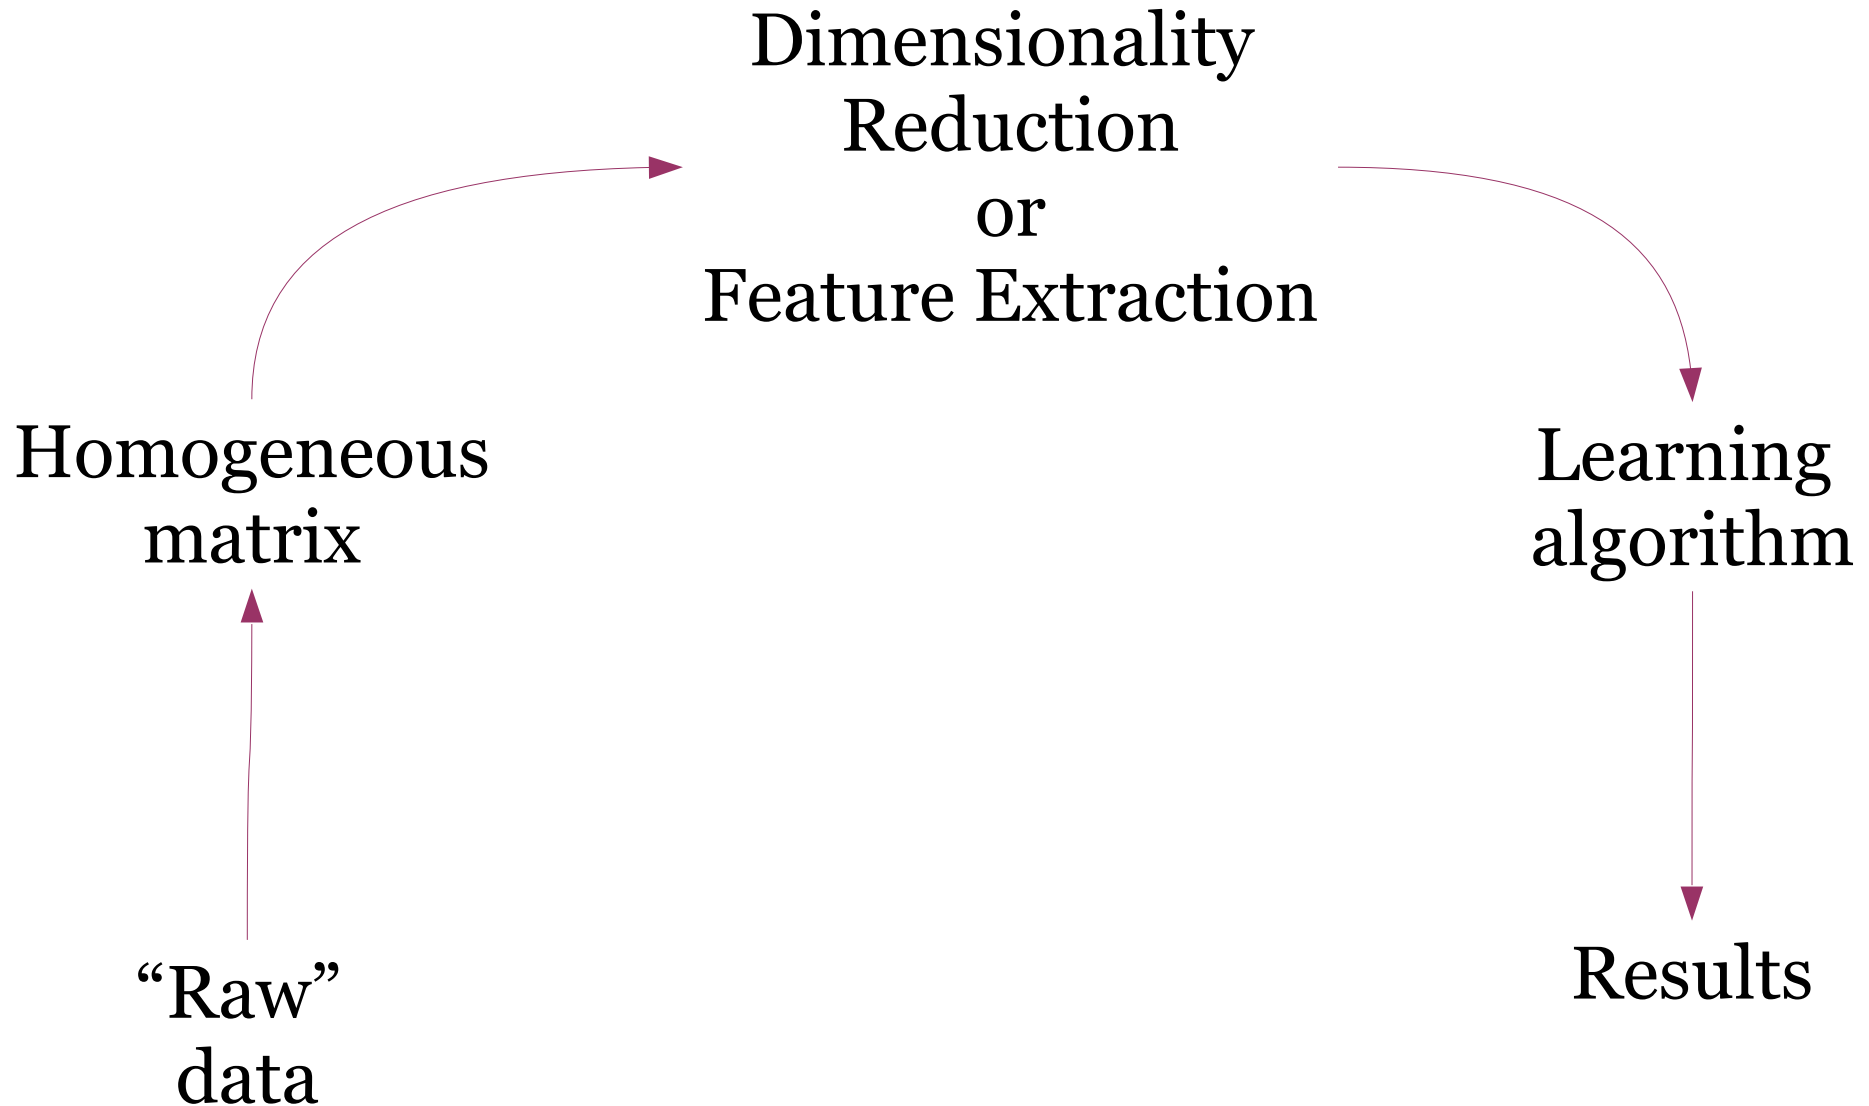 Dimensionality
Reduction
or
Feature Extraction
Homogeneous
matrix
Learning
algorithm
“Raw”
data
Results